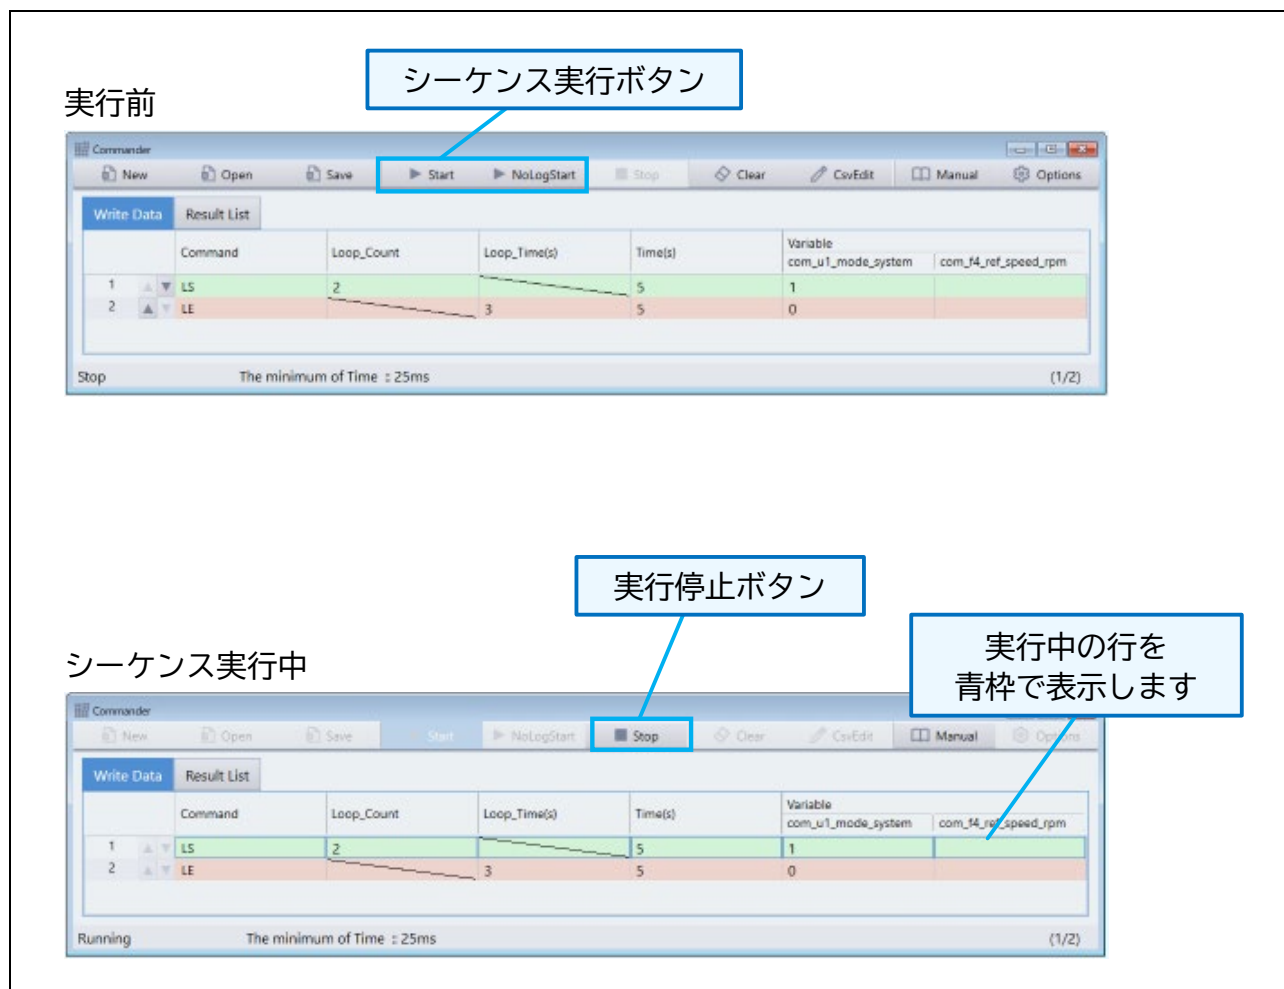 シーケンス実行ボタン
実行前
Commander
New Open Save Start NoLogStart Stop Clear CsvEdit Manual Options
Write Data Result List
Command Loop_Count Loop_Time(s) Time(s) Variable
com_u1_mode_system com_f4_ref_speed_rpm
1 LS 2 5 1
2 LE 3 5 0
Stop The minimum of Time : 25ms (1/2)
実行停止ボタン
実行中の行を
青枠で表示します
シーケンス実行中
Commander
New Open Save Start NoLogStart Stop Clear CsvEdit Manual Options
Write Data Result List
Command Loop_Count Loop_Time(s) Time(s) Variable
com_u1_mode_system com_f4_ref_speed_rpm
1 LS 2 5 1
2 LE 3 5 0
Running The minimum of Time : 25ms (1/2)